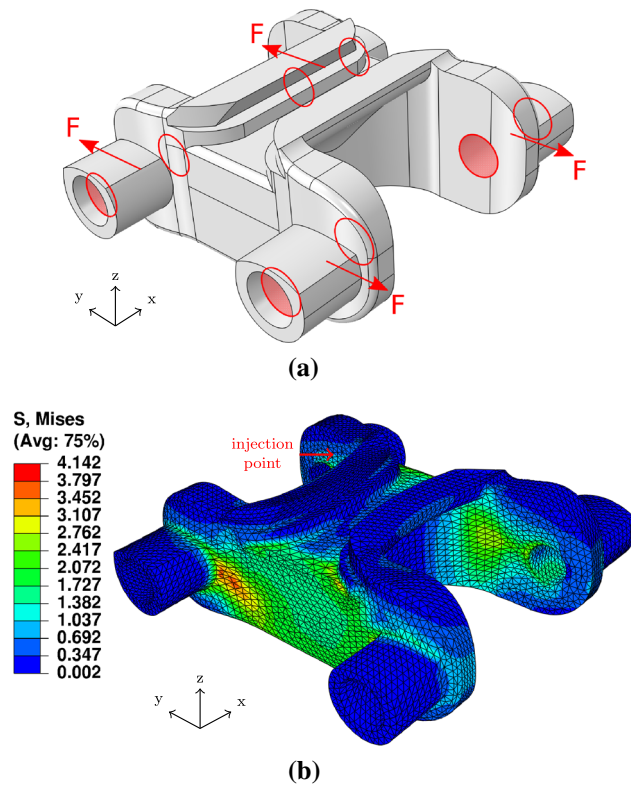 F
F
F
F
z
y
x
(a)
S, Mises
(Avg: 75%)
4.142
3.797
3.452
3.107
2.762
2.417
2.072
1.727
1.382
1.037
0.692
0.347
0.002
injection
point
z
y
x
(b)